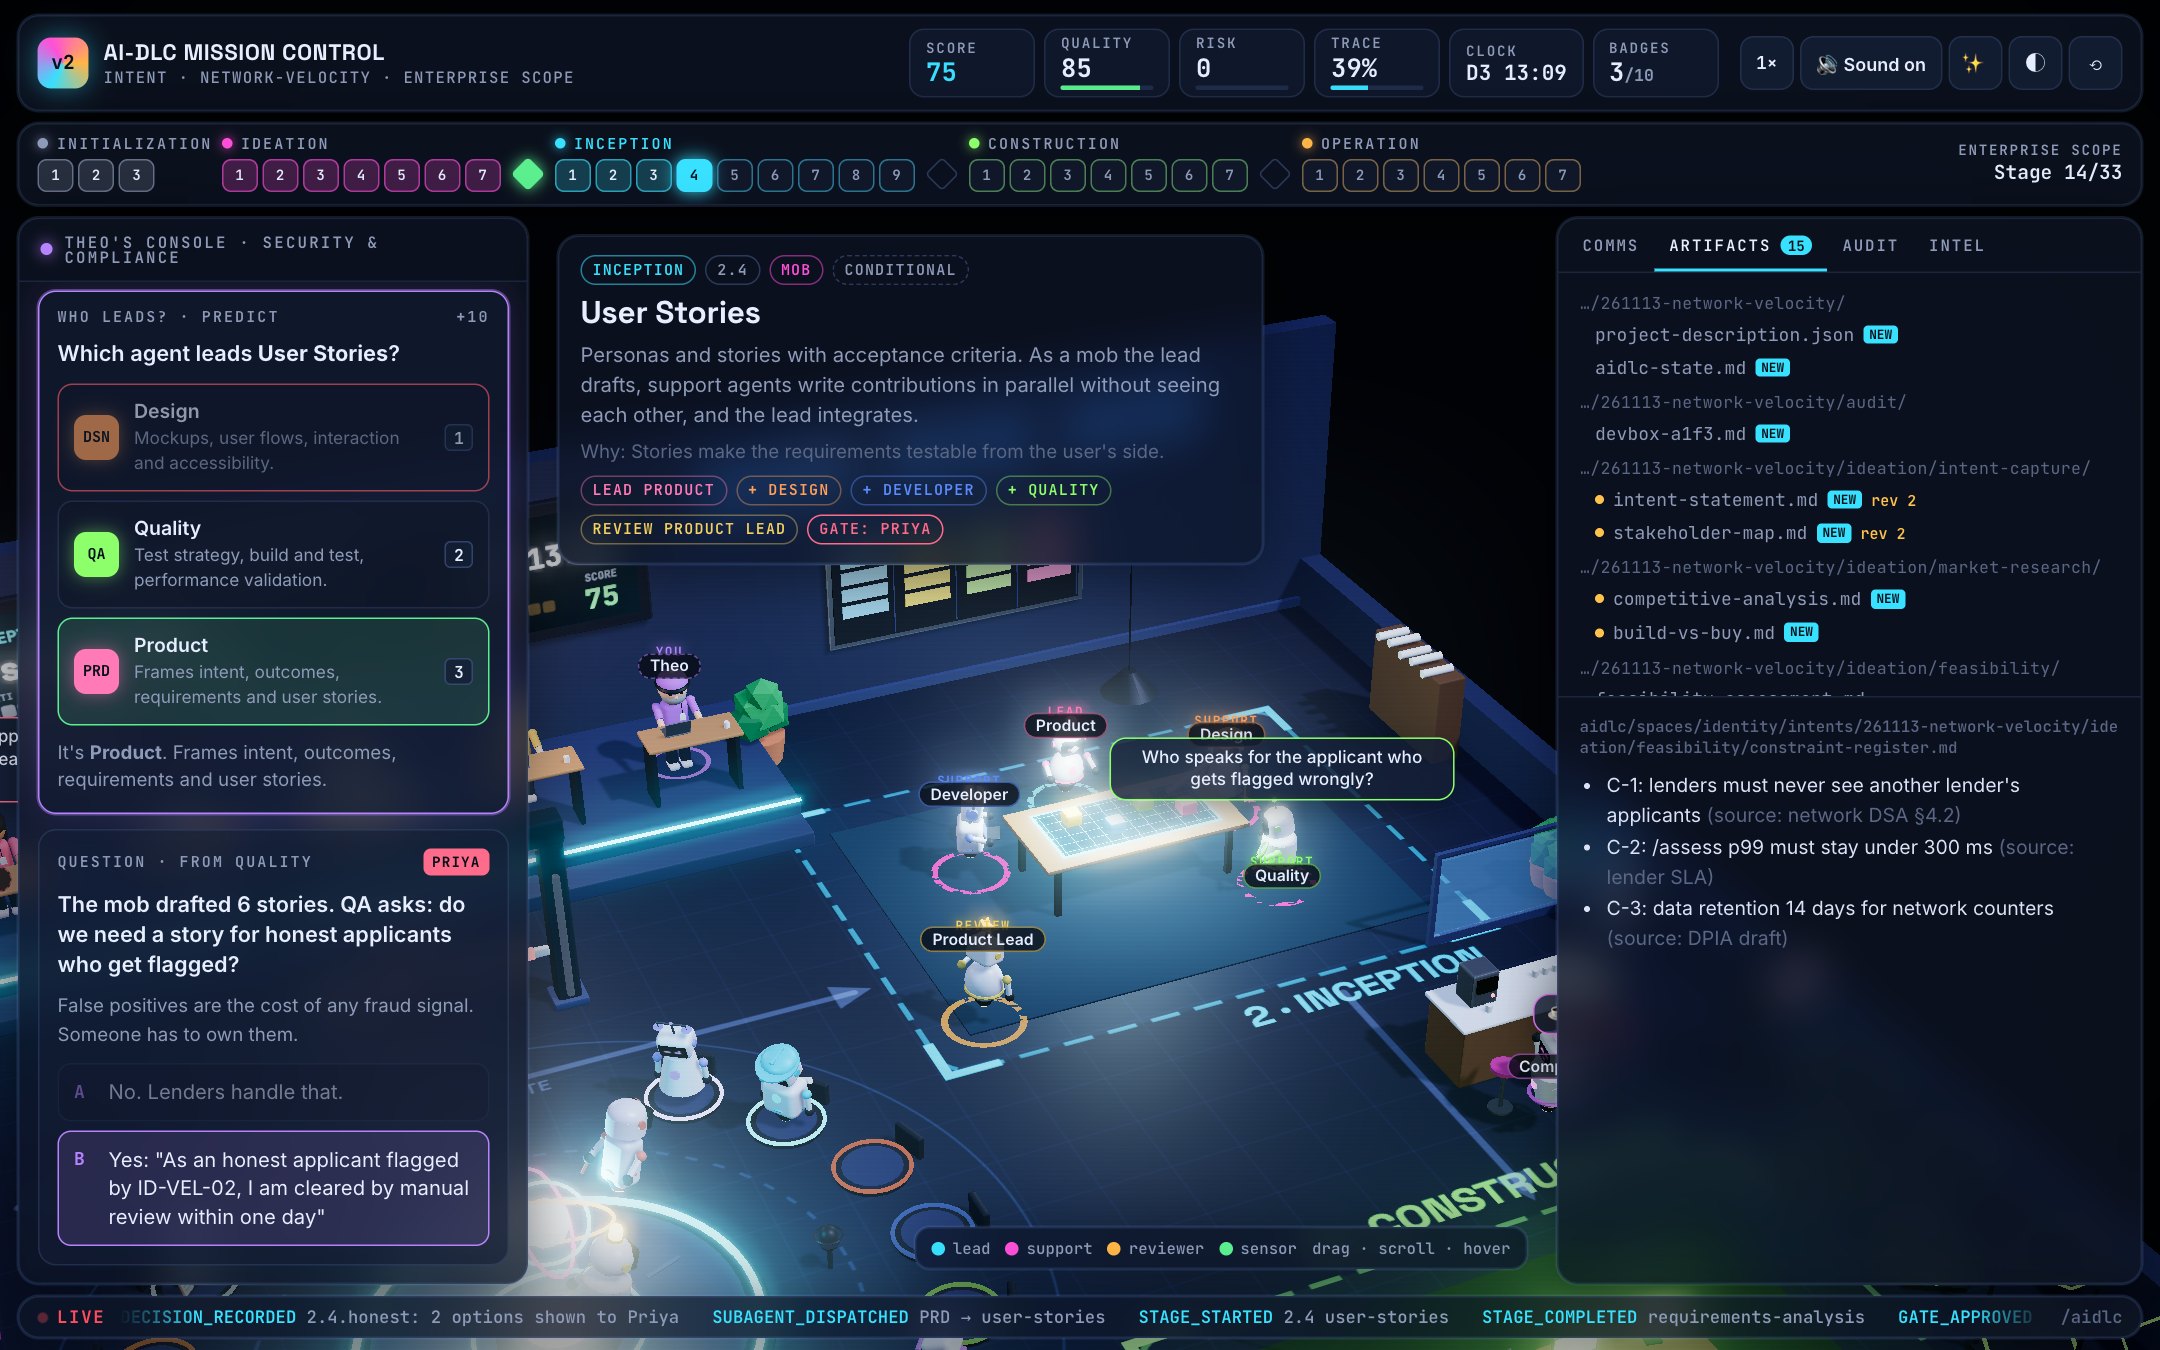 v2
AI-DLC MISSION CONTROL
INTENT · NETWORK-VELOCITY · ENTERPRISE SCOPE
SCORE
75
QUALITY
85
RISK
0
TRACE
39%
CLOCK
D3 13:09
BADGES
3/10
1×
Sound on
INITIALIZATION
1 2 3
IDEATION
1 2 3 4 5 6 7
INCEPTION
1 2 3 4 5 6 7 8 9
CONSTRUCTION
1 2 3 4 5 6 7
OPERATION
1 2 3 4 5 6 7
ENTERPRISE SCOPE
Stage 14/33
THEO'S CONSOLE · SECURITY &
COMPLIANCE
WHO LEADS? · PREDICT +10
Which agent leads User Stories?
DSN
Design
Mockups, user flows, interaction
and accessibility.
1
QA
Quality
Test strategy, build and test,
performance validation.
2
PRD
Product
Frames intent, outcomes,
requirements and user stories.
3
It's Product. Frames intent, outcomes,
requirements and user stories.
QUESTION · FROM QUALITY PRIYA
The mob drafted 6 stories. QA asks: do
we need a story for honest applicants
who get flagged?
False positives are the cost of any fraud signal.
Someone has to own them.
A No. Lenders handle that.
B Yes: "As an honest applicant flagged
by ID-VEL-02, I am cleared by manual
review within one day"
INCEPTION 2.4 MOB CONDITIONAL
User Stories
Personas and stories with acceptance criteria. As a mob the lead
drafts, support agents write contributions in parallel without seeing
each other, and the lead integrates.
Why: Stories make the requirements testable from the user's side.
LEAD PRODUCT + DESIGN + DEVELOPER + QUALITY
REVIEW PRODUCT LEAD GATE: PRIYA
13
SCORE
75
YOU
Theo
LEAD
Product
SUPPORT
Design
Who speaks for the applicant who
gets flagged wrongly?
SUPPORT
Developer
SUPPORT
Quality
REVIEW
Product Lead
2 · INCEPTION
Comp
CONSTRU
lead support reviewer sensor drag · scroll · hover
COMMS ARTIFACTS 15 AUDIT INTEL
…/261113-network-velocity/
project-description.json NEW
aidlc-state.md NEW
…/261113-network-velocity/audit/
devbox-a1f3.md NEW
…/261113-network-velocity/ideation/intent-capture/
intent-statement.md NEW rev 2
stakeholder-map.md NEW rev 2
…/261113-network-velocity/ideation/market-research/
competitive-analysis.md NEW
build-vs-buy.md NEW
…/261113-network-velocity/ideation/feasibility/
aidlc/spaces/identity/intents/261113-network-velocity/ide
ation/feasibility/constraint-register.md
• C-1: lenders must never see another lender's
applicants (source: network DSA §4.2)
• C-2: /assess p99 must stay under 300 ms (source:
lender SLA)
• C-3: data retention 14 days for network counters
(source: DPIA draft)
LIVE DECISION_RECORDED 2.4.honest: 2 options shown to Priya SUBAGENT_DISPATCHED PRD → user-stories STAGE_STARTED 2.4 user-stories STAGE_COMPLETED requirements-analysis GATE_APPROVED /aidlc